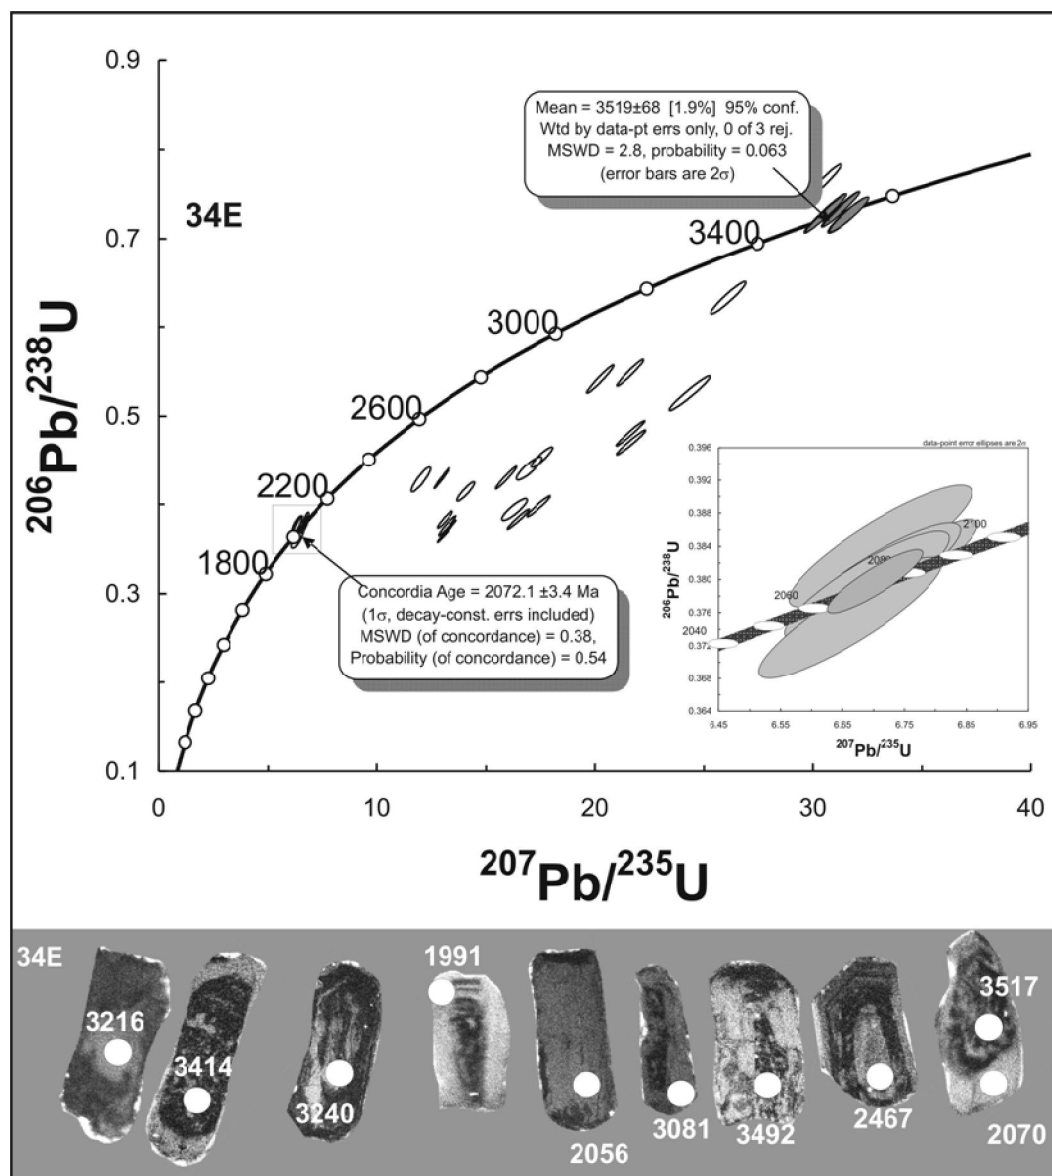 0.9
Mean = 3519±68 [1.9%] 95% conf.
Wtd by data-pt errs only, 0 of 3 rej.
MSWD = 2.8, probability = 0.063
(error bars are 2σ)
34E
0.7
3400
3000
206Pb/238U
0.5
2600
2200
1800
0.3
0.1
Concordia Age = 2072.1 ±3.4 Ma
(1σ, decay-const. errs included)
MSWD (of concordance) = 0.38,
Probability (of concordance) = 0.54
data-point error ellipses are 2σ
0.396
0.392
0.388
0.384
0.380
0.376
0.372
0.368
0.364
206Pb/238U
2100
2080
2060
2040
6.45 6.55 6.65 6.75 6.85 6.95
207Pb/235U
0 10 20 30 40
207Pb/235U
34E
3216
3414
3240
1991
2056
3081
3492
2467
3517
2070